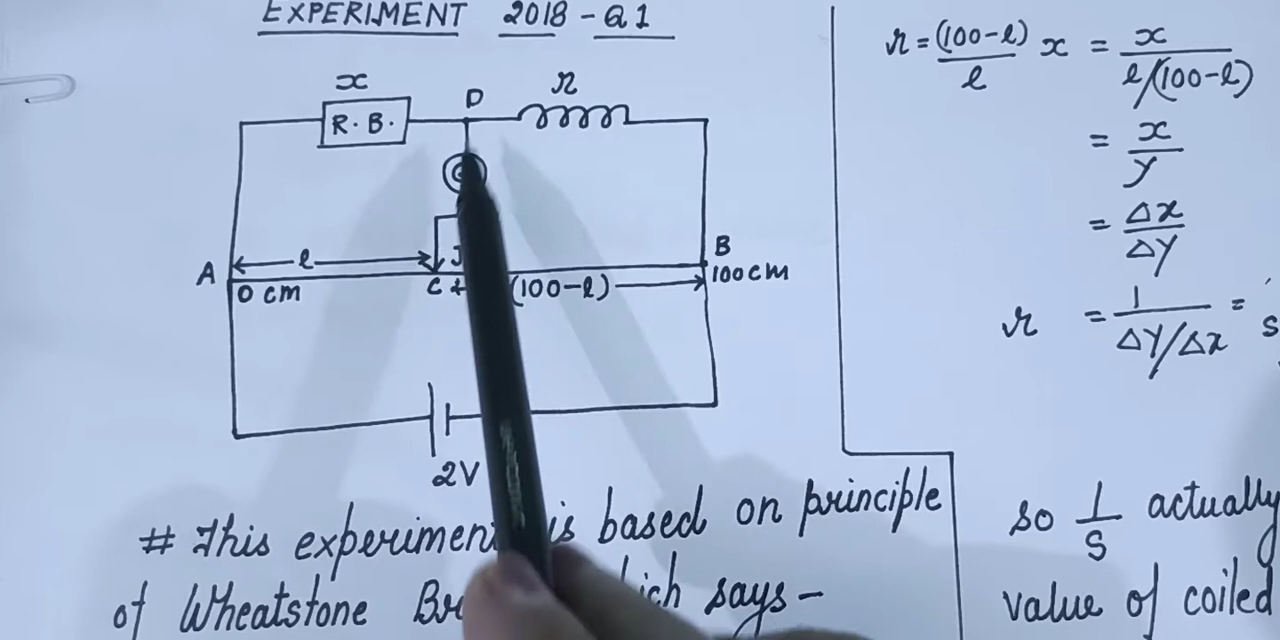 EXPERIMENT 2018 - Q1
x
R. B.
D
r
G
A
l
J
B
0 cm
C
(100-l)
100 cm
2V
# This experiment is based on principle
of Wheatstone says -
r = (100-l)/l x = x/(l/(100-l))
= x/y
= Δx/Δy
r = 1/(Δy/Δx) =
so 1/s actually
value of coiled